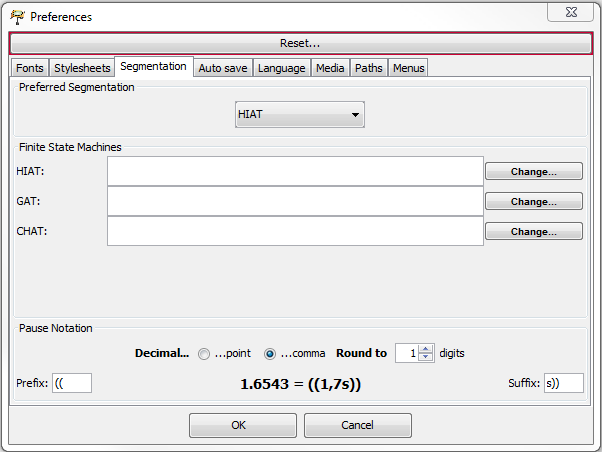 Preferences
Reset...
Fonts Stylesheets Segmentation Auto save Language Media Paths Menus
Preferred Segmentation
HIAT
Finite State Machines
HIAT: Change...
GAT: Change...
CHAT: Change...
Pause Notation
Decimal... ...point ...comma Round to 1 digits
Prefix: (( 1.6543 = ((1,7s)) Suffix: s))
OK Cancel